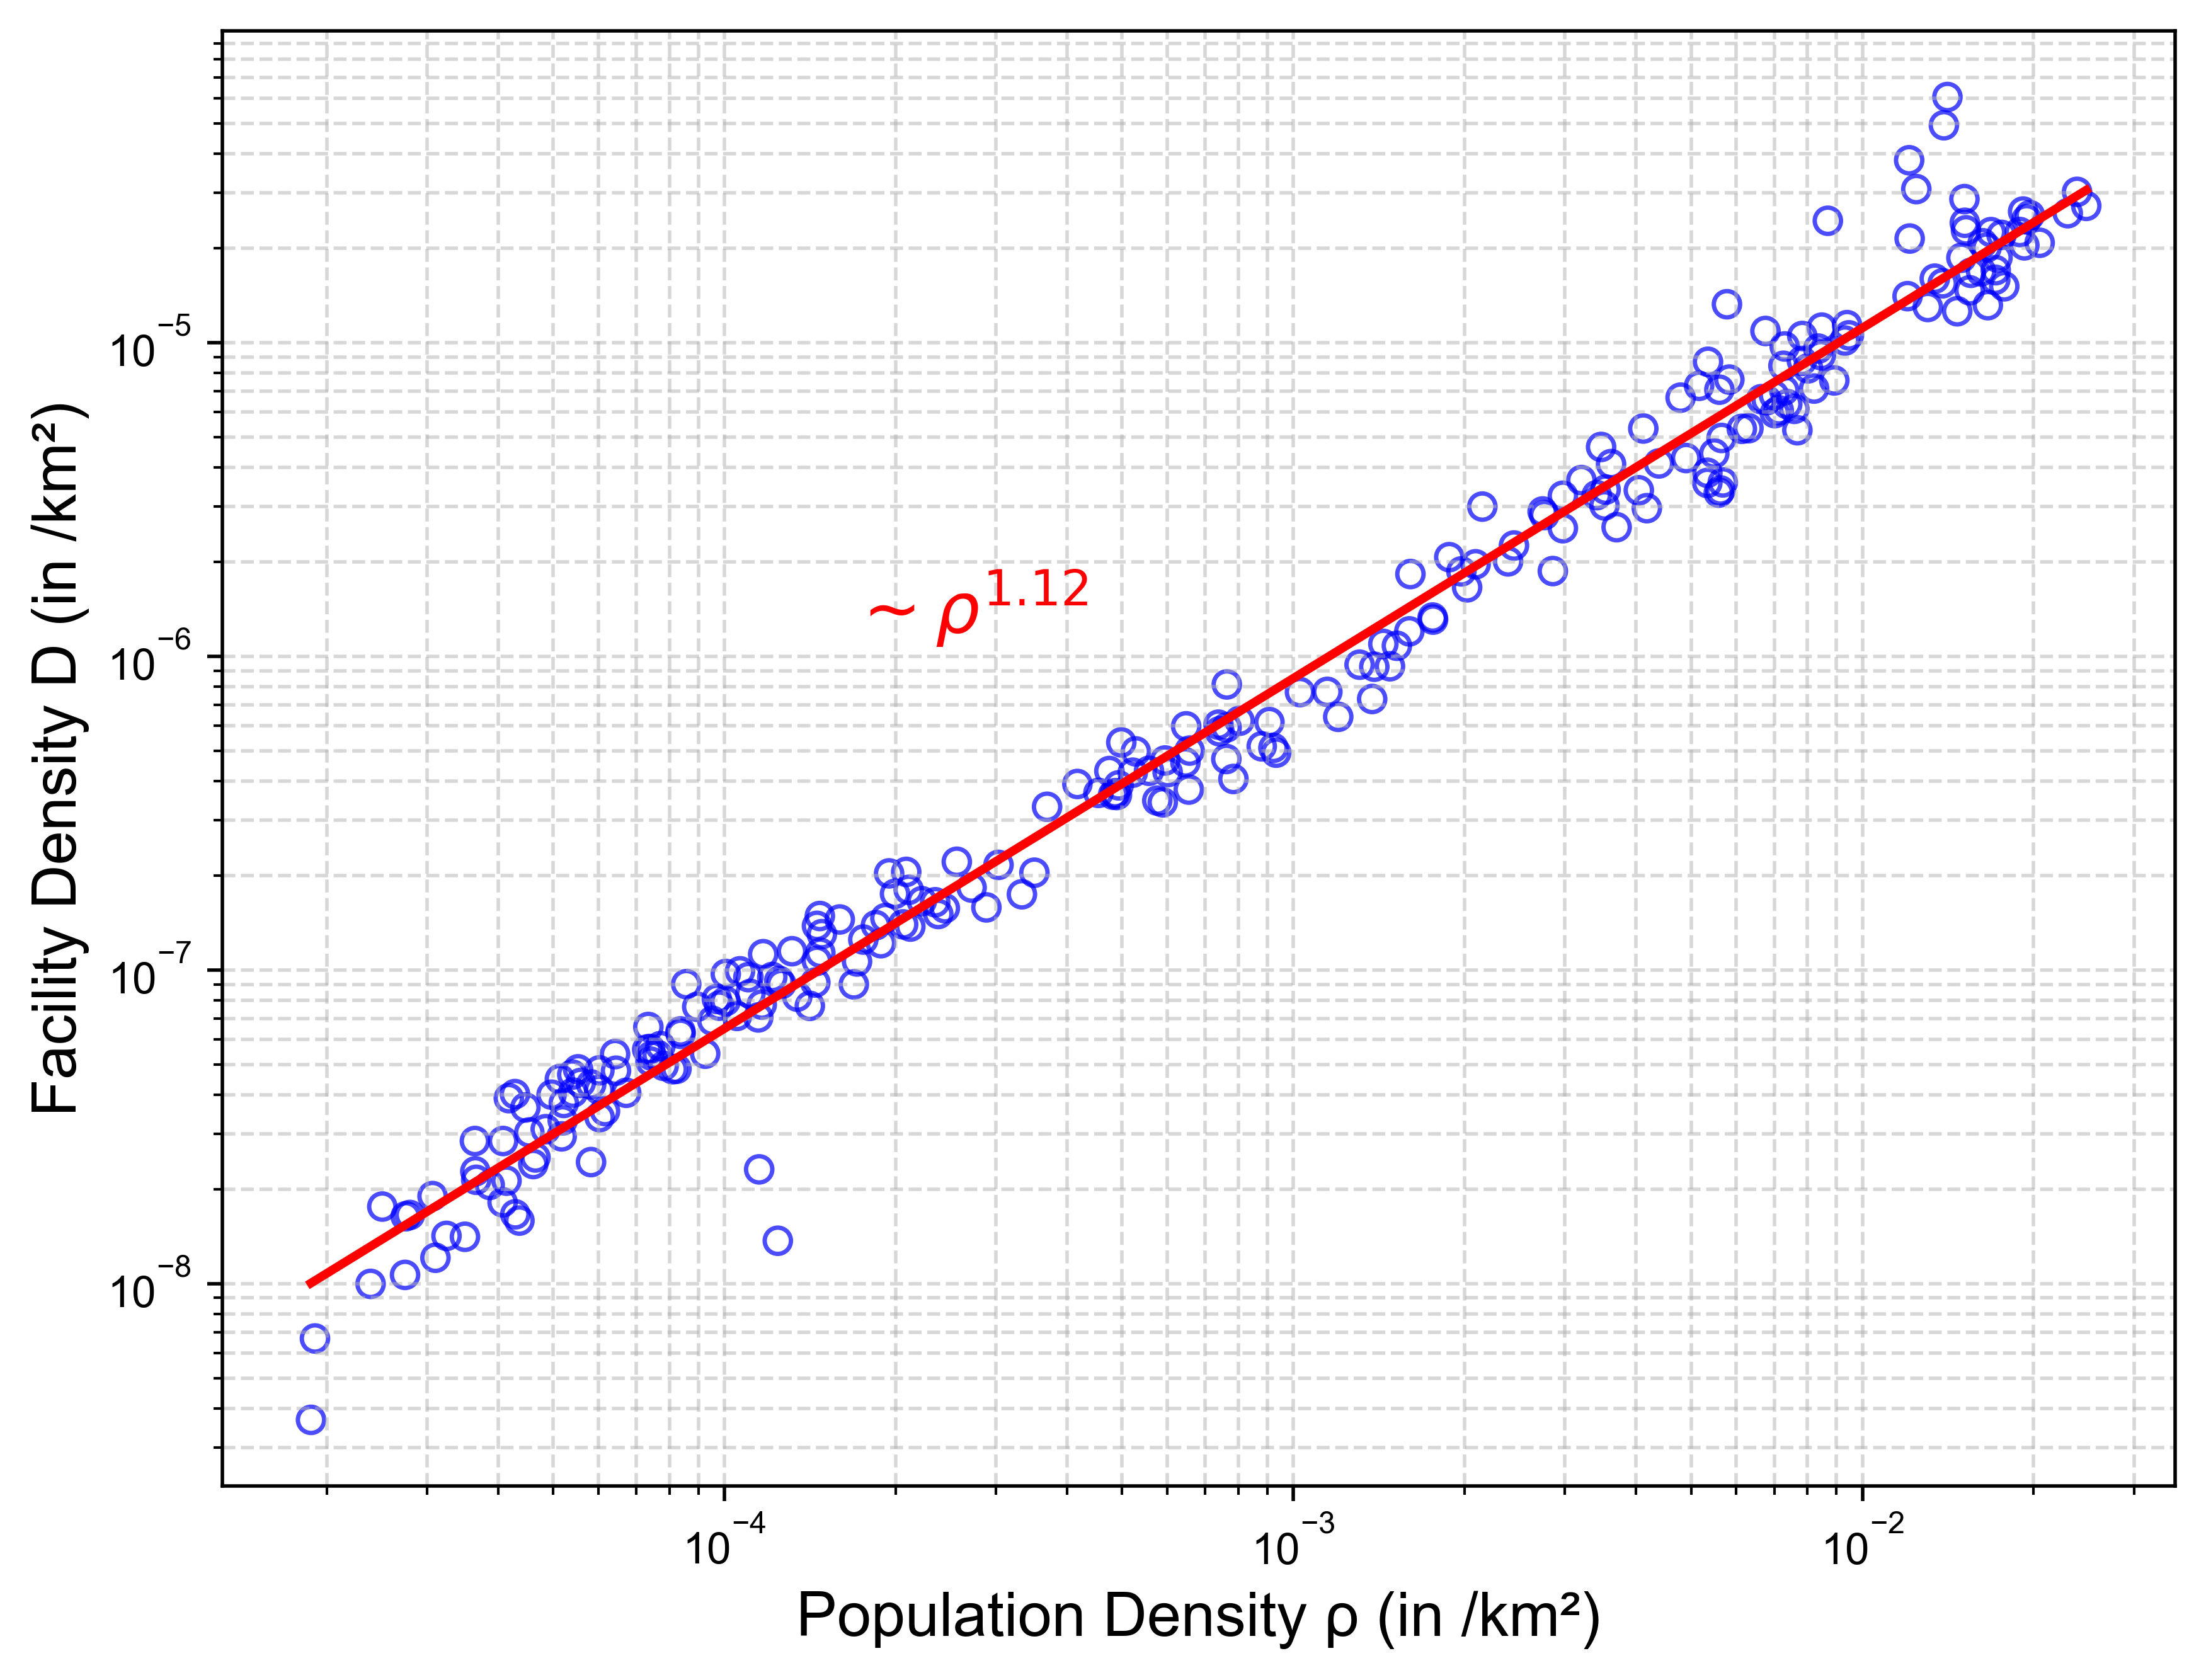 Facility Density D (in /km²)
10⁻⁵
10⁻⁶
10⁻⁷
10⁻⁸
~ ρ^1.12
10⁻⁴
10⁻³
10⁻²
Population Density ρ (in /km²)